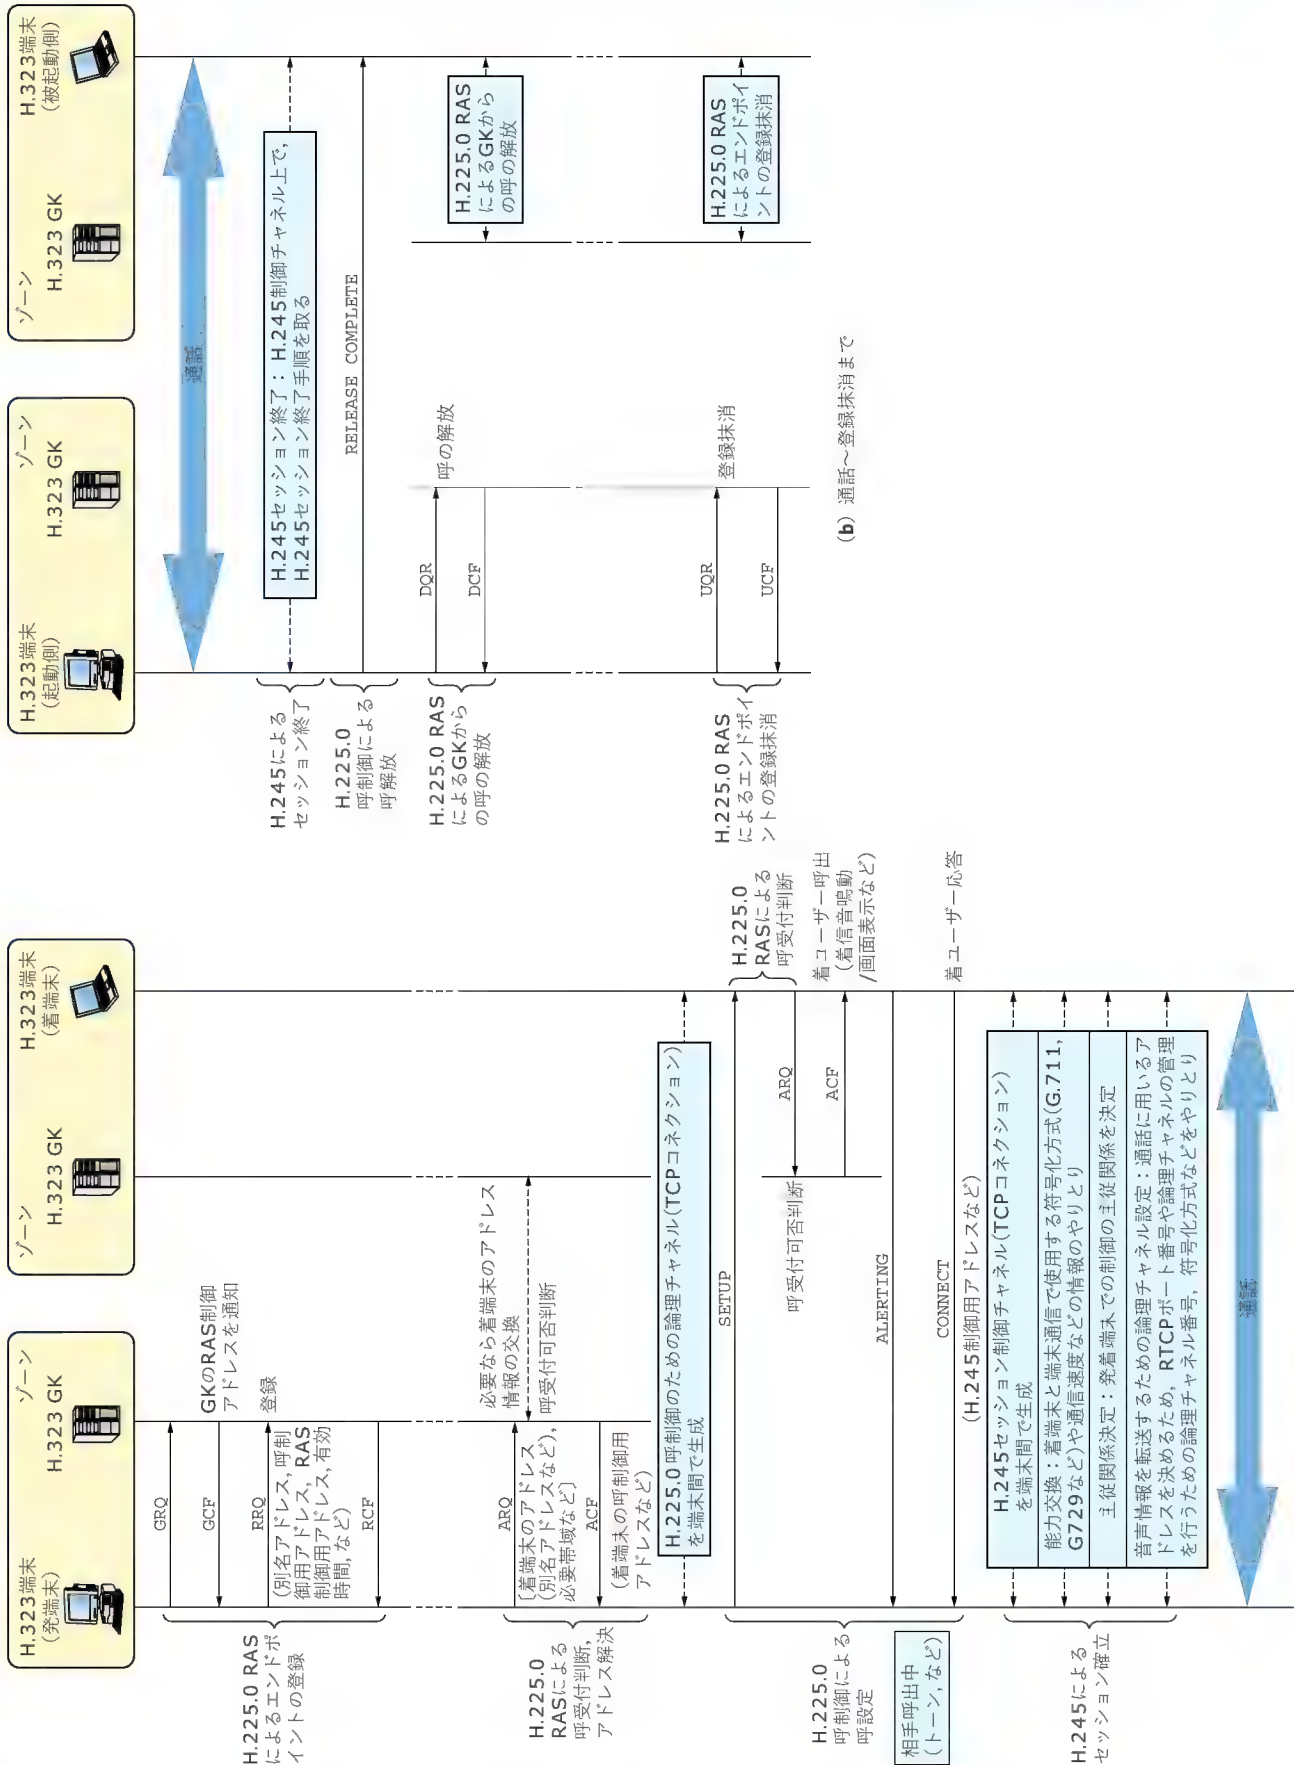 ゾーン
H.323端末
(発端末)
H.323 GK
ゾーン
H.323 GK
H.323端末
(着端末)
GRQ
GCF
GKのRAS制御
アドレスを通知
RRQ
登録
(別名アドレス, 呼制
御用アドレス, RAS
制御用アドレス, 有効
時間, など)
RCF
H.225.0 RAS
によるエンドポ
イントの登録
ARQ
〔着端末のアドレス
(別名アドレスなど),
必要帯域など〕
ACF
(着端末の呼制御用
アドレスなど)
必要なら着端末のアドレス
情報の交換
呼受付可否判断
H.225.0
RASによる
呼受付判断,
アドレス解決
H.225.0 呼制御のための論理チャネル(TCPコネクション)
を端末間で生成
SETUP
H.225.0
RASによる
呼受付判断
ARQ
呼受付可否判断
ACF
着ユーザー呼出
(着信音鳴動
/画面表示など)
ALERTING
CONNECT
着ユーザー応答
(H.245制御用アドレスなど)
H.225.0
呼制御による
呼設定
相手呼出中
(トーン, など)
H.245セッション制御チャネル(TCPコネクション)
を端末間で生成
能力交換：着端末と端末通信で使用する符号化方式(G.711,
G729など)や通信速度などの情報のやりとり
主従関係決定：発着端末での制御の主従関係を決定
音声情報を転送するための論理チャネル設定：通話に用いるア
ドレスを決めるため, RTCPポート番号や論理チャネルの管理
を行うための論理チャネル番号, 符号化方式などをやりとり
H.245による
セッション確立
通話
ゾーン
H.323端末
(起動側)
H.323 GK
ゾーン
H.323 GK
H.323端末
(被起動側)
通話
H.245セッション終了： H.245制御チャネル上で,
H.245セッション終了手順を取る
H.245による
セッション終了
RELEASE COMPLETE
H.225.0
呼制御による
呼解放
DQR
呼の解放
DCF
H.225.0 RAS
によるGKから
の呼の解放
H.225.0 RAS
によるGKから
の呼の解放
UQR
登録抹消
UCF
H.225.0 RAS
によるエンドポイ
ントの登録抹消
H.225.0 RAS
によるエンドポイ
ントの登録抹消
(b) 通話～登録抹消まで